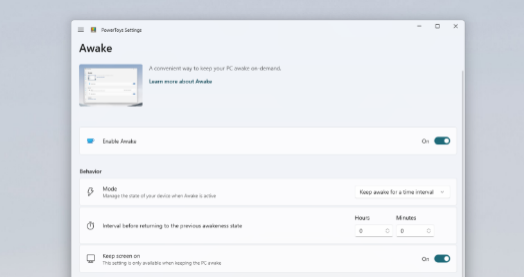 PowerToys Settings
Awake
A convenient way to keep your PC awake on-demand.
Learn more about Awake
Enable Awake
On
Behavior
Mode
Manage the state of your device when Awake is active
Keep awake for a time interval
Hours
Minutes
Interval before returning to the previous awakeness state
0
0
Keep screen on
This setting is only available when keeping the PC awake
On